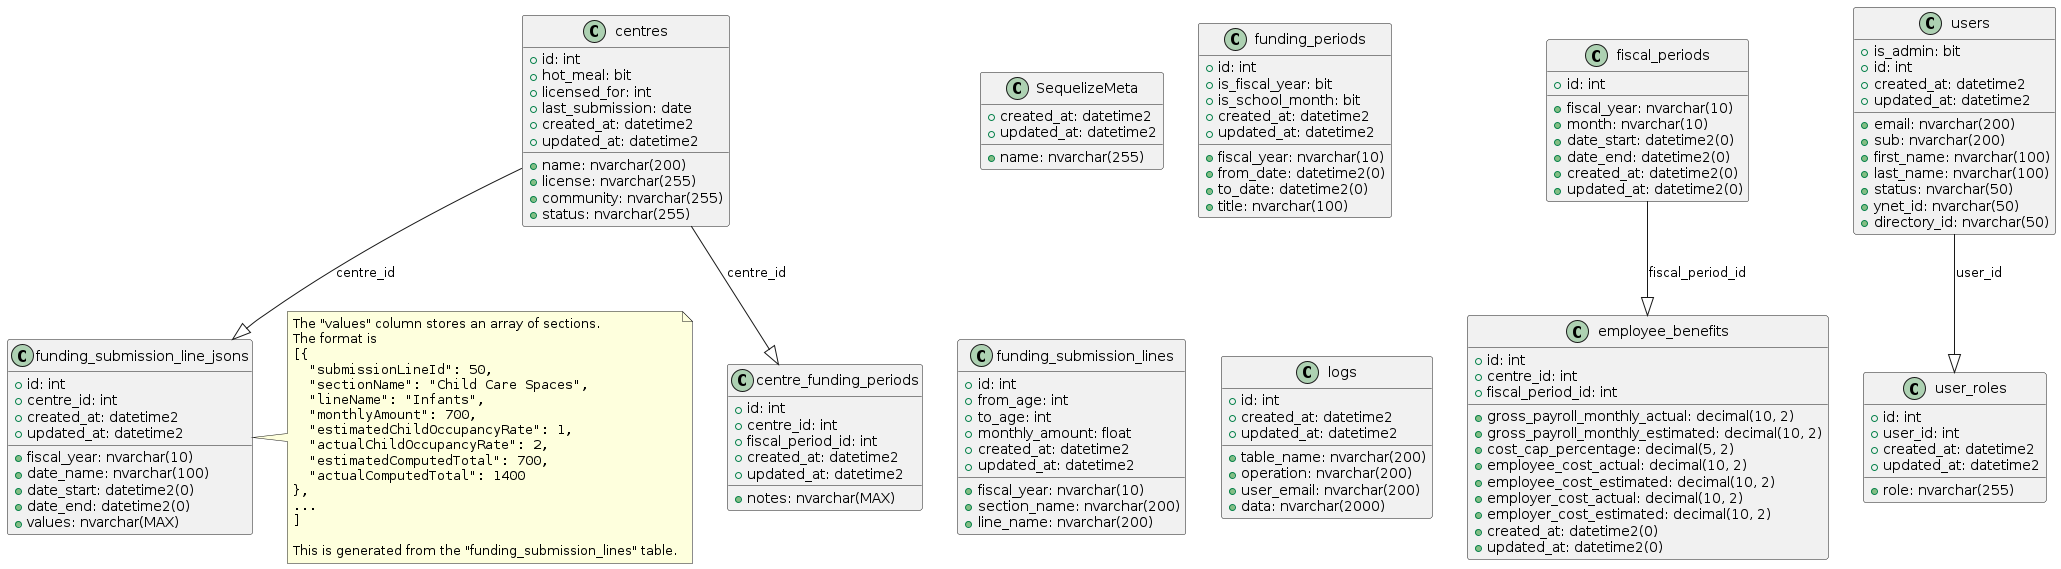 C centres
id: int
hot_meal: bit
licensed_for: int
last_submission: date
created_at: datetime2
updated_at: datetime2
name: nvarchar(200)
license: nvarchar(255)
community: nvarchar(255)
status: nvarchar(255)
C SequelizeMeta
created_at: datetime2
updated_at: datetime2
name: nvarchar(255)
C funding_periods
id: int
is_fiscal_year: bit
is_school_month: bit
created_at: datetime2
updated_at: datetime2
fiscal_year: nvarchar(10)
from_date: datetime2(0)
to_date: datetime2(0)
title: nvarchar(100)
C fiscal_periods
id: int
fiscal_year: nvarchar(10)
month: nvarchar(10)
date_start: datetime2(0)
date_end: datetime2(0)
created_at: datetime2(0)
updated_at: datetime2(0)
C users
is_admin: bit
id: int
created_at: datetime2
updated_at: datetime2
email: nvarchar(200)
sub: nvarchar(200)
first_name: nvarchar(100)
last_name: nvarchar(100)
status: nvarchar(50)
ynet_id: nvarchar(50)
directory_id: nvarchar(50)
centre_id
centre_id
fiscal_period_id
user_id
C funding_submission_line_jsons
id: int
centre_id: int
created_at: datetime2
updated_at: datetime2
fiscal_year: nvarchar(10)
date_name: nvarchar(100)
date_start: datetime2(0)
date_end: datetime2(0)
values: nvarchar(MAX)
The "values" column stores an array of sections.
The format is
[{
"submissionLineId": 50,
"sectionName": "Child Care Spaces",
"lineName": "Infants",
"monthlyAmount": 700,
"estimatedChildOccupancyRate": 1,
"actualChildOccupancyRate": 2,
"estimatedComputedTotal": 700,
"actualComputedTotal": 1400
},
...
]
This is generated from the "funding_submission_lines" table.
C centre_funding_periods
id: int
centre_id: int
fiscal_period_id: int
created_at: datetime2
updated_at: datetime2
notes: nvarchar(MAX)
C funding_submission_lines
id: int
from_age: int
to_age: int
monthly_amount: float
created_at: datetime2
updated_at: datetime2
fiscal_year: nvarchar(10)
section_name: nvarchar(200)
line_name: nvarchar(200)
C logs
id: int
created_at: datetime2
updated_at: datetime2
table_name: nvarchar(200)
operation: nvarchar(200)
user_email: nvarchar(200)
data: nvarchar(2000)
C employee_benefits
id: int
centre_id: int
fiscal_period_id: int
gross_payroll_monthly_actual: decimal(10, 2)
gross_payroll_monthly_estimated: decimal(10, 2)
cost_cap_percentage: decimal(5, 2)
employee_cost_actual: decimal(10, 2)
employee_cost_estimated: decimal(10, 2)
employer_cost_actual: decimal(10, 2)
employer_cost_estimated: decimal(10, 2)
created_at: datetime2(0)
updated_at: datetime2(0)
C user_roles
id: int
user_id: int
created_at: datetime2
updated_at: datetime2
role: nvarchar(255)